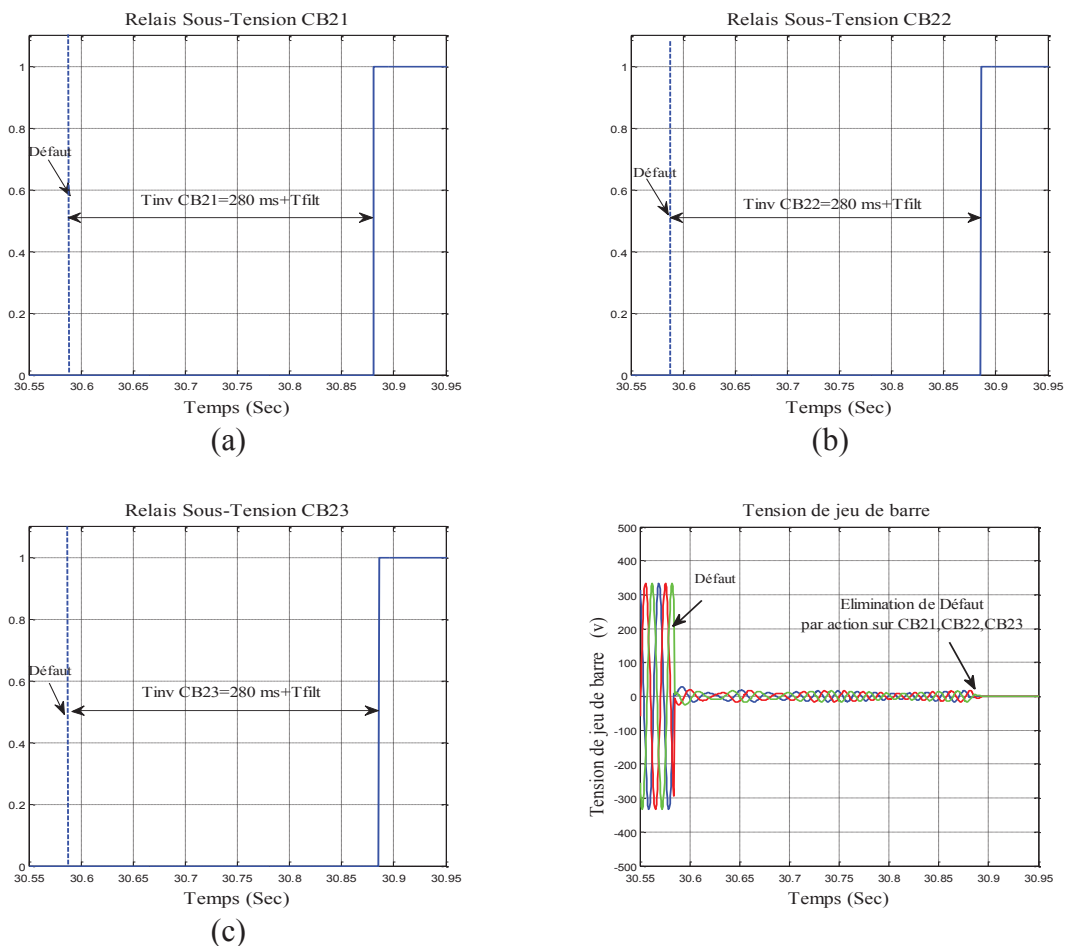 Relais Sous-Tension CB21
1
0.8
0.6
0.4
0.2
0
Défaut
Tinv CB21=280 ms+Tfilt
30.55 30.6 30.65 30.7 30.75 30.8 30.85 30.9 30.95
Temps (Sec)
(a)
Relais Sous-Tension CB22
1
0.8
0.6
0.4
0.2
0
Défaut
Tinv CB22=280 ms+Tfilt
30.55 30.6 30.65 30.7 30.75 30.8 30.85 30.9 30.95
Temps (Sec)
(b)
Relais Sous-Tension CB23
1
0.8
0.6
0.4
0.2
0
Défaut
Tinv CB23=280 ms+Tfilt
30.55 30.6 30.65 30.7 30.75 30.8 30.85 30.9 30.95
Temps (Sec)
(c)
Tension de jeu de barre
Tension de jeu de barre (v)
500
400
300
200
100
0
-100
-200
-300
-400
-500
Défaut
Elimination de Défaut
par action sur CB21,CB22,CB23
30.55 30.6 30.65 30.7 30.75 30.8 30.85 30.9 30.95
Temps (Sec)